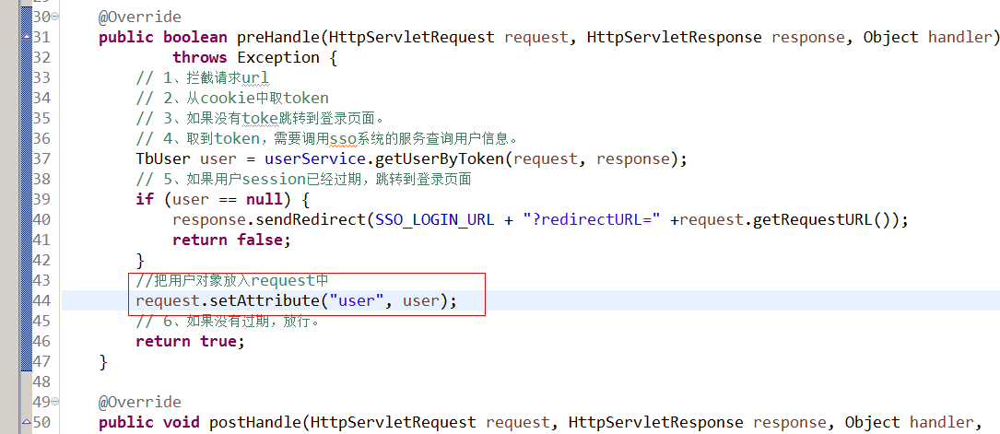 30 @Override
31 public boolean preHandle(HttpServletRequest request, HttpServletResponse response, Object handler)
32 throws Exception {
33 // 1、拦截请求url
34 // 2、从cookie中取token
35 // 3、如果没有toke跳转到登录页面。
36 // 4、取到token，需要调用sso系统的服务查询用户信息。
37 TbUser user = userService.getUserByToken(request, response);
38 // 5、如果用户session已经过期，跳转到登录页面
39 if (user == null) {
40 response.sendRedirect(SSO_LOGIN_URL + "?redirectURL=" +request.getRequestURL());
41 return false;
42 }
43 //把用户对象放入request中
44 request.setAttribute("user", user);
45 // 6、如果没有过期，放行。
46 return true;
47 }
48
49 @Override
50 public void postHandle(HttpServletRequest request, HttpServletResponse response, Object handler,